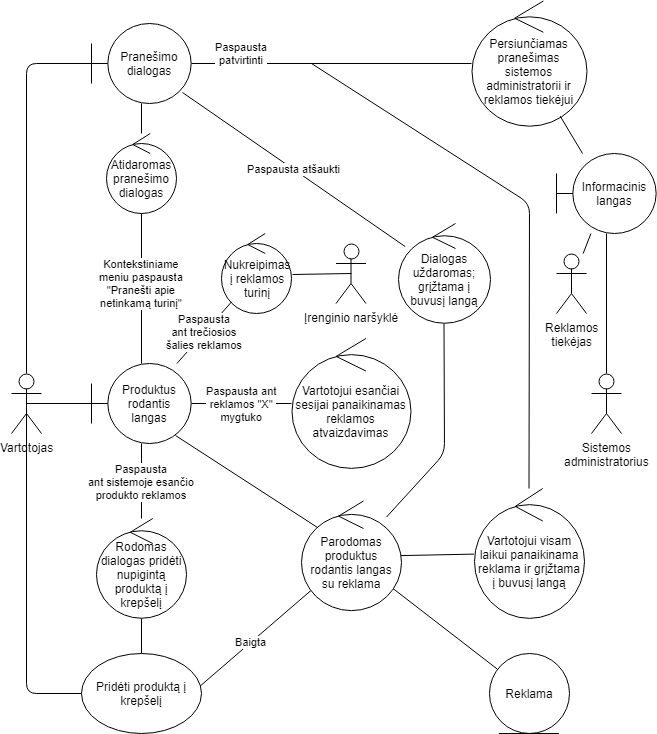 Pranešimo
dialogas
Paspausta
patvirtinti
Persiunčiamas
pranešimas
sistemos
administratorii ir
reklamos tiekėjui
Atidaromas
pranešimo
dialogas
Paspausta atšaukti
Informacinis
langas
Kontekstiniame
meniu paspausta
"Pranešti apie
netinkamą turinį"
Nukreipimas
į reklamos
turinį
Įrenginio naršyklė
Dialogas
uždaromas;
grįžtama į
buvusį langą
Reklamos
tiekėjas
Paspausta
ant trečiosios
šalies reklamos
Vartotojas
Produktus
rodantis
langas
Paspausta ant
reklamos "X"
mygtuko
Vartotojui esančiai
sesijai panaikinamas
reklamos
atvaizdavimas
Sistemos
administratorius
Paspausta
ant sistemoje esančio
produkto reklamos
Rodomas
dialogas pridėti
nupigintą
produktą į
krepšelį
Parodomas
produktus
rodantis langas
su reklama
Vartotojui visam
laikui panaikinama
reklama ir grįžtama
į buvusį langą
Baigta
Pridėti produktą į
krepšelį
Reklama